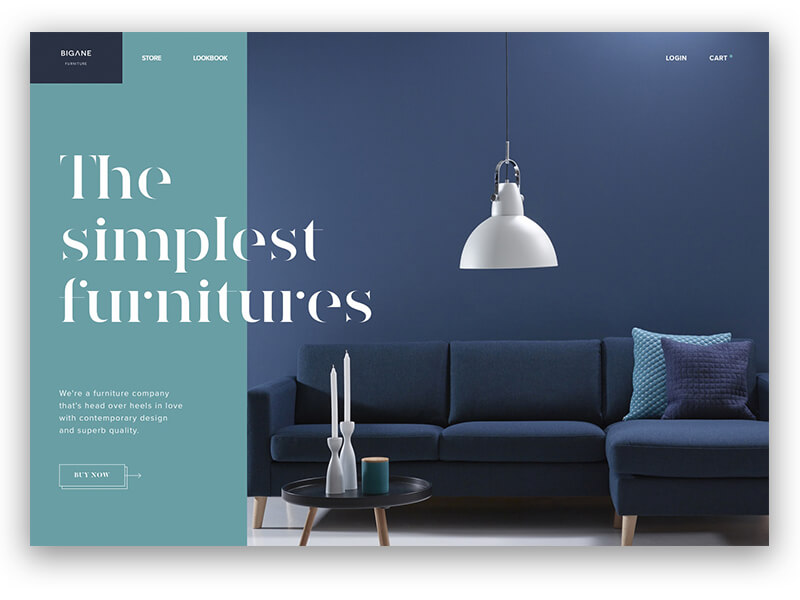 BIGANE
FURNITURE
STORE
LOOKBOOK
LOGIN
CART
The
simplest
furnitures
We're a furniture company
that's head over heels in love
with contemporary design
and superb quality.
BUY NOW